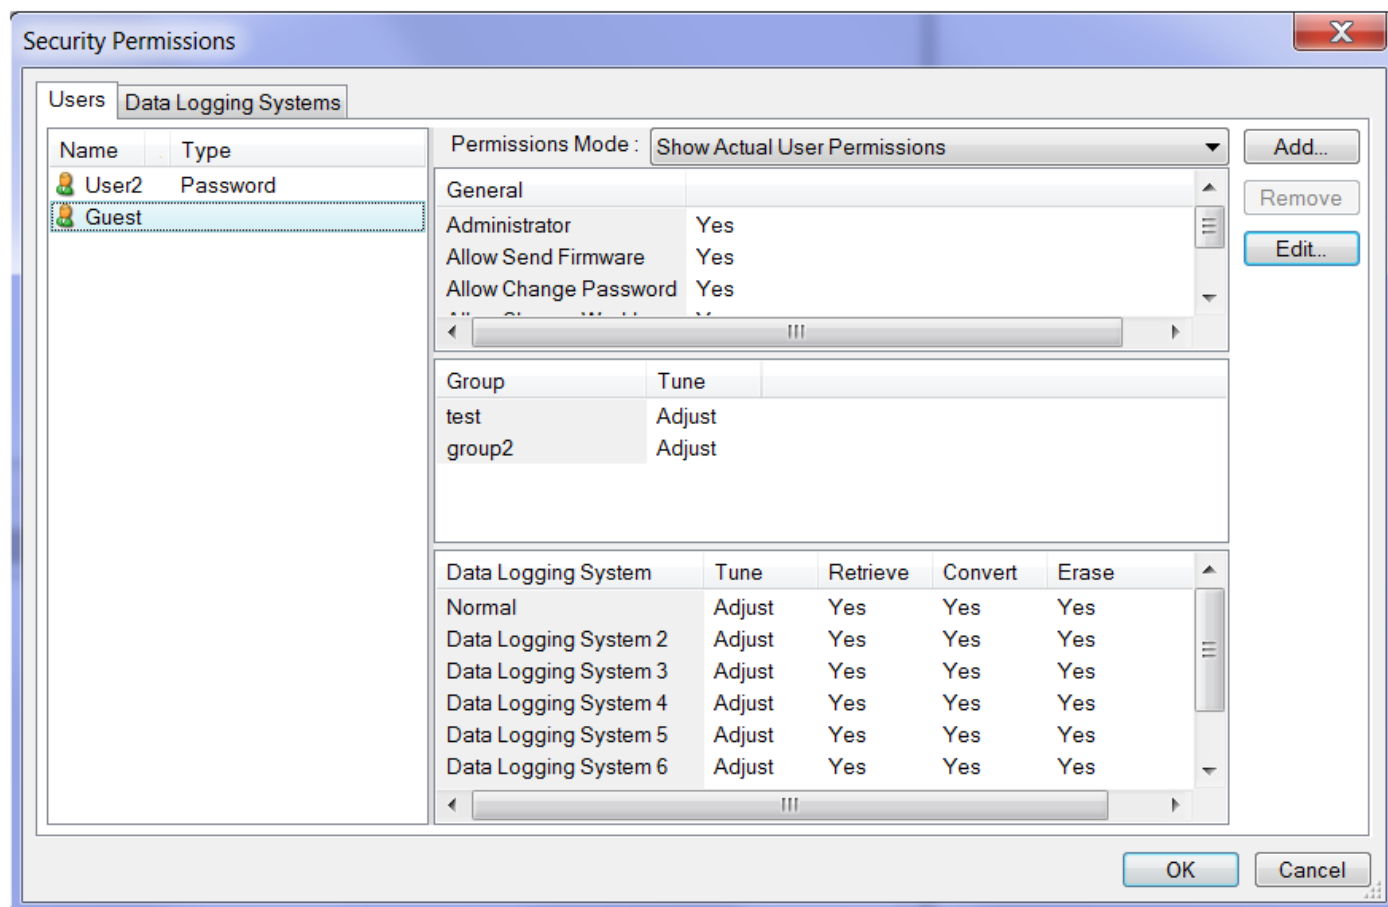 Security Permissions
X
Users Data Logging Systems
Name Type
User2 Password
Guest
Permissions Mode : Show Actual User Permissions
General
Administrator Yes
Allow Send Firmware Yes
Allow Change Password Yes
Group Tune
test Adjust
group2 Adjust
Data Logging System Tune Retrieve Convert Erase
Normal Adjust Yes Yes Yes
Data Logging System 2 Adjust Yes Yes Yes
Data Logging System 3 Adjust Yes Yes Yes
Data Logging System 4 Adjust Yes Yes Yes
Data Logging System 5 Adjust Yes Yes Yes
Data Logging System 6 Adjust Yes Yes Yes
Add...
Remove
Edit...
OK Cancel